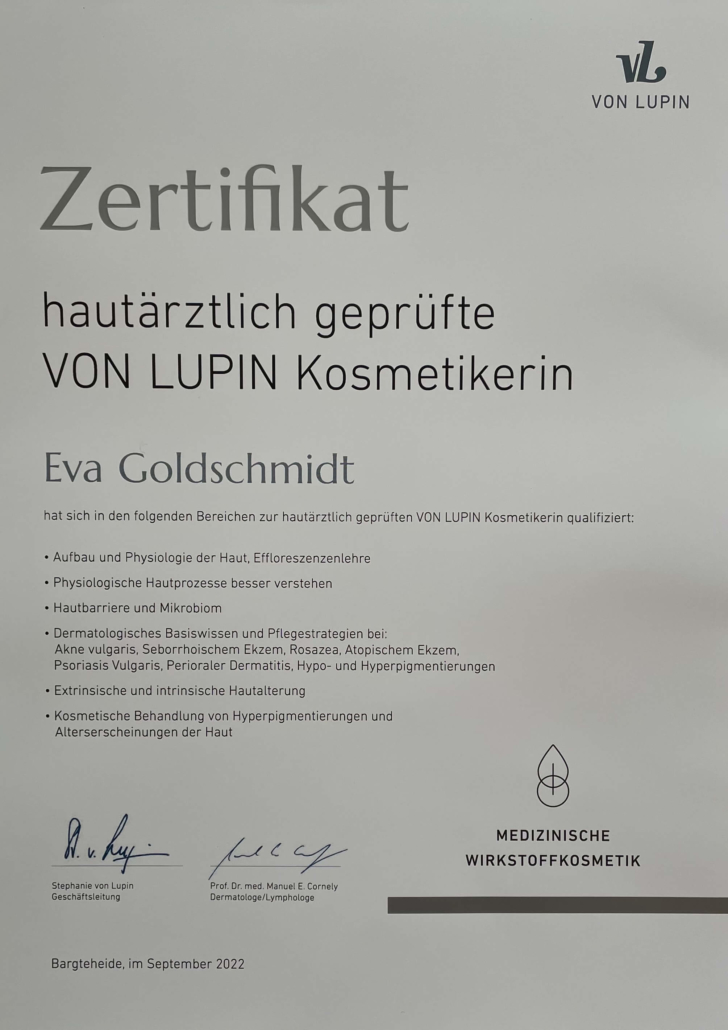 VL
VON LUPIN
Zertifikat
hautärztlich geprüfte
VON LUPIN Kosmetikerin
Eva Goldschmidt
hat sich in den folgenden Bereichen zur hautärztlich geprüften VON LUPIN Kosmetikerin qualifiziert:
• Aufbau und Physiologie der Haut, Effloreszenzenlehre
• Physiologische Hautprozesse besser verstehen
• Hautbarriere und Mikrobiom
• Dermatologisches Basiswissen und Pflegestrategien bei:
Akne vulgaris, Seborrhoischem Ekzem, Rosazea, Atopischem Ekzem,
Psoriasis Vulgaris, Perioraler Dermatitis, Hypo- und Hyperpigmentierungen
• Extrinsische und intrinsische Hautalterung
• Kosmetische Behandlung von Hyperpigmentierungen und
Alterserscheinungen der Haut
MEDIZINISCHE
WIRKSTOFFKOSMETIK
Stephanie von Lupin
Geschäftsleitung
Prof. Dr. med. Manuel E. Cornely
Dermatologe/Lymphologe
Bargteheide, im September 2022